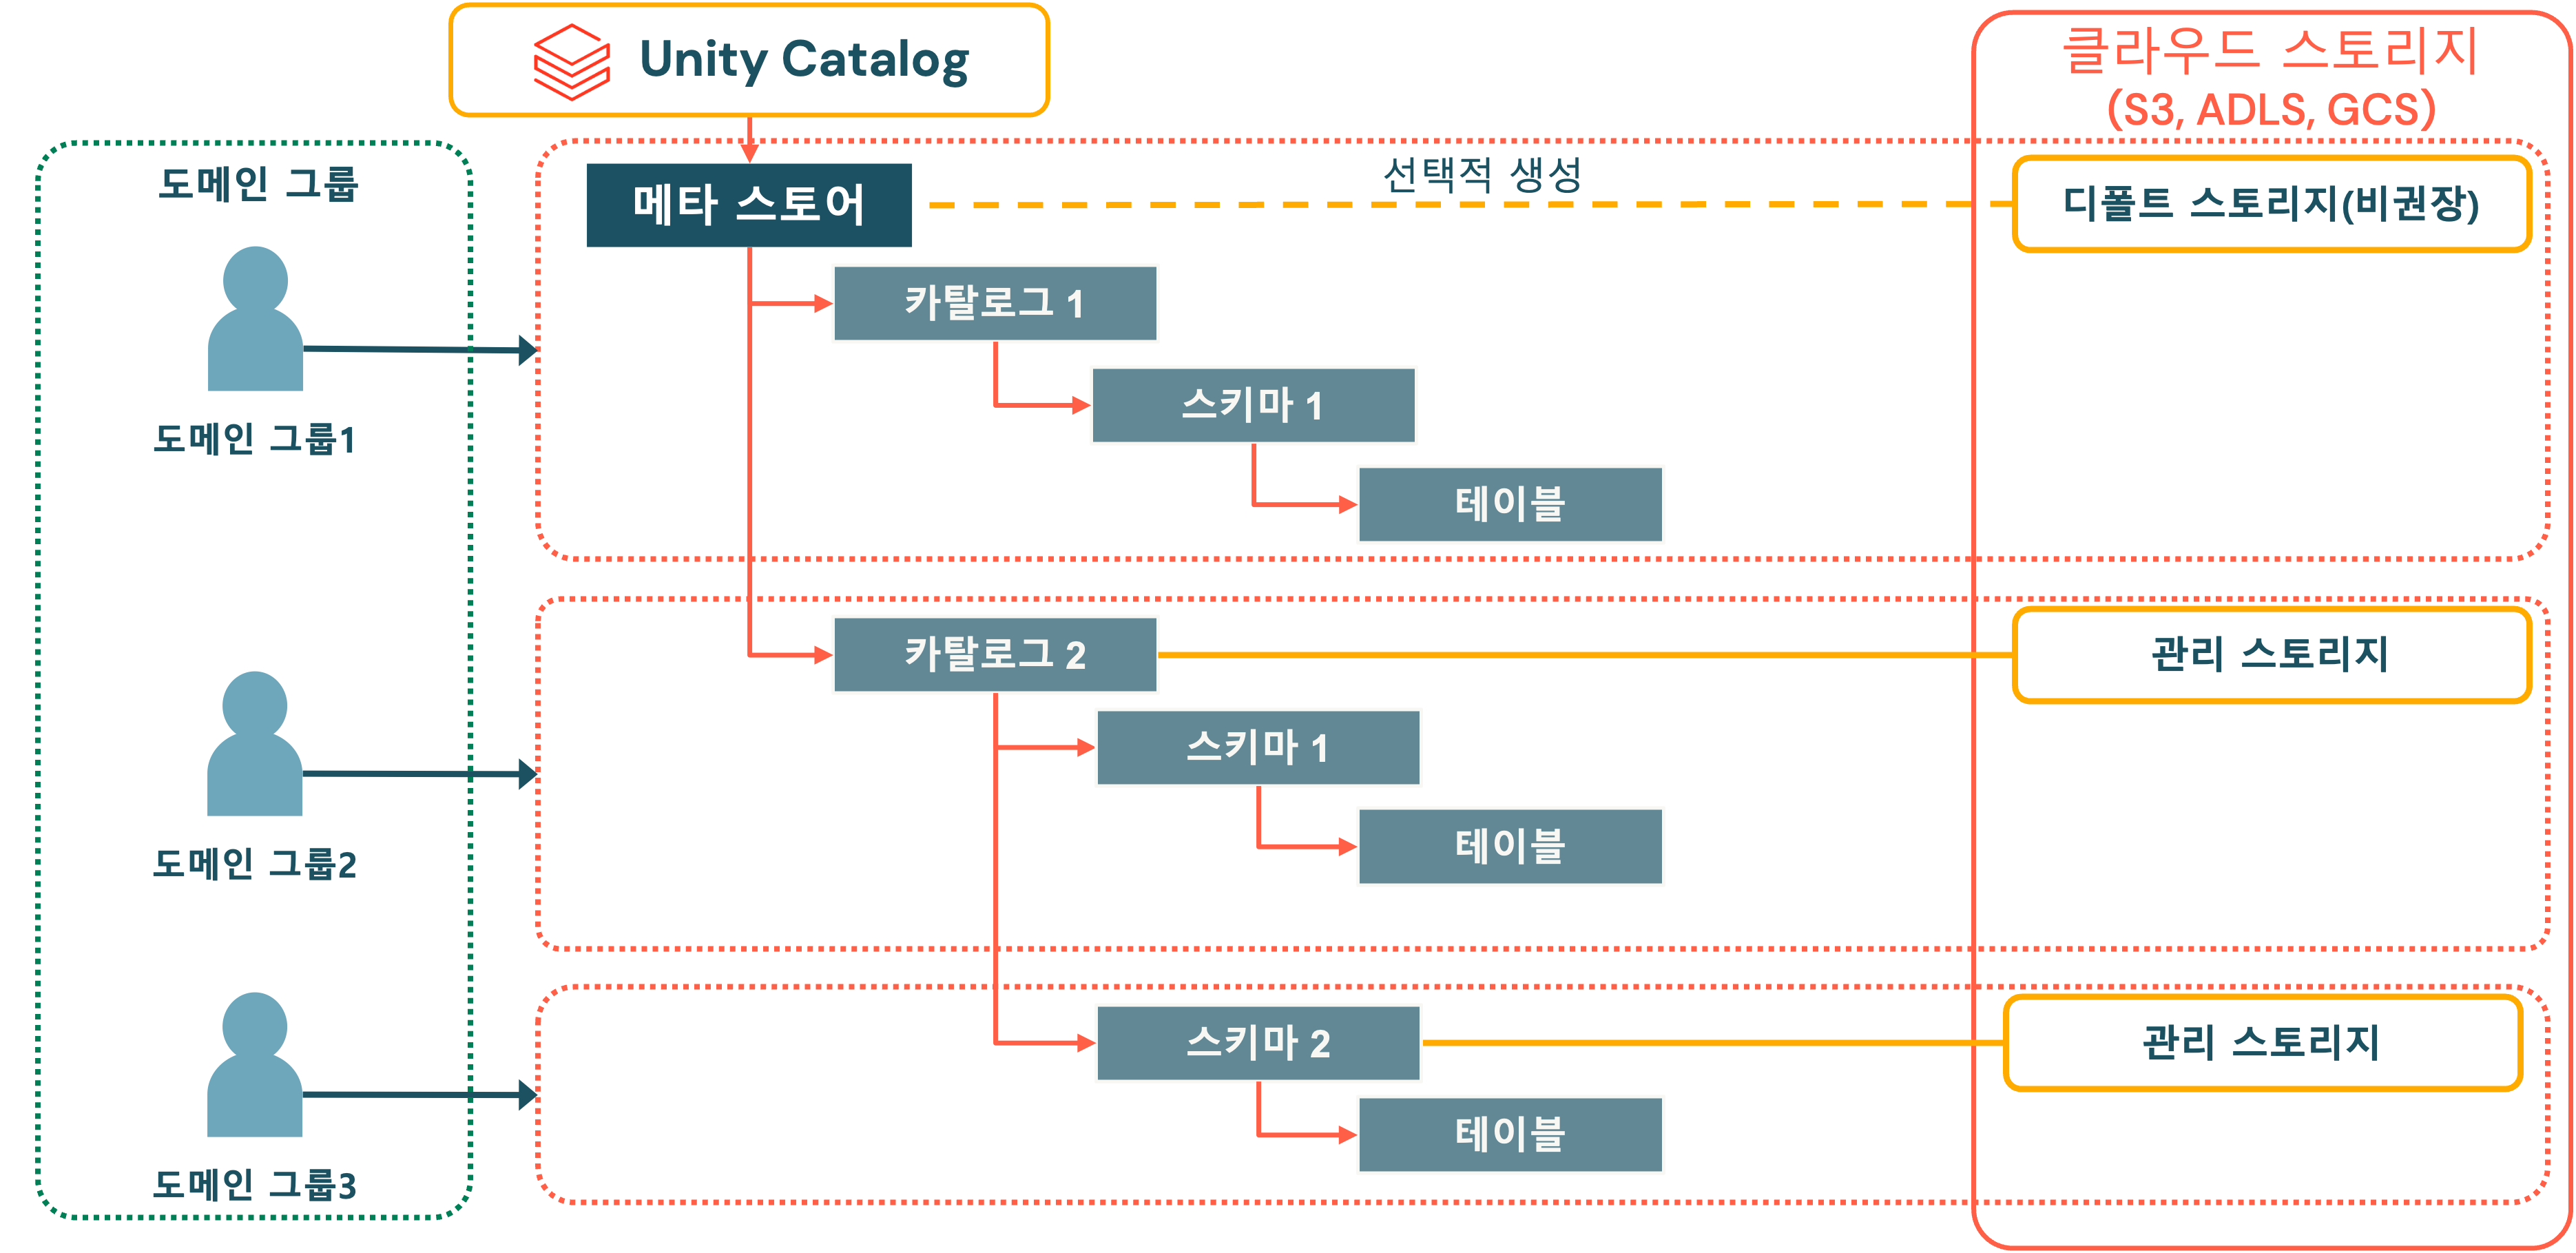 Unity Catalog
클라우드 스토리지
(S3, ADLS, GCS)
도메인 그룹
메타 스토어
선택적 생성
디폴트 스토리지(비권장)
카탈로그 1
스키마 1
도메인 그룹1
테이블
카탈로그 2
관리 스토리지
스키마 1
도메인 그룹2
테이블
스키마 2
관리 스토리지
테이블
도메인 그룹3